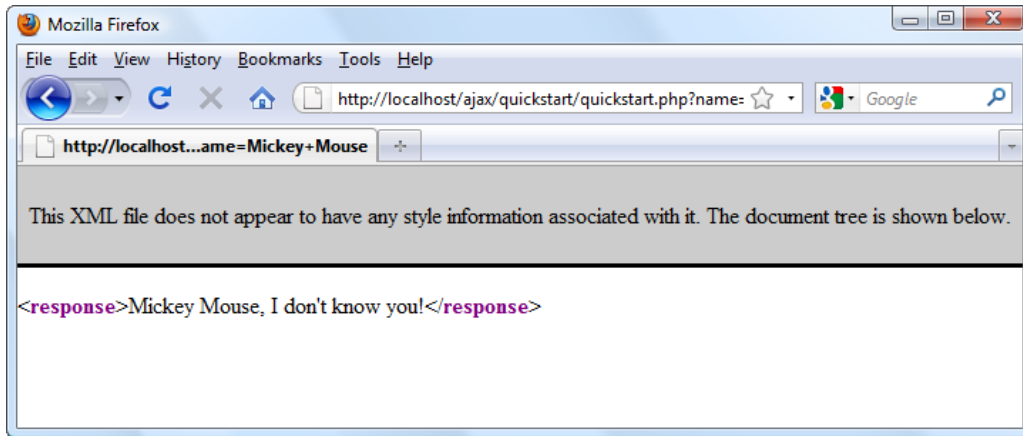 Mozilla Firefox
File Edit View History Bookmarks Tools Help
http://localhost/ajax/quickstart/quickstart.php?name= Google
http://localhost...ame=Mickey+Mouse
This XML file does not appear to have any style information associated with it. The document tree is shown below.
<response>Mickey Mouse, I don't know you!</response>